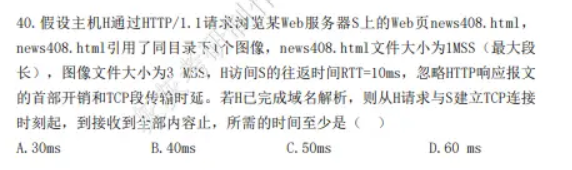 40. 假设主机H通过HTTP/1.1请求浏览某Web服务器S上的Web页news408.html，
news408.html引用了同目录下1个图像，news408.html文件大小为1MSS（最大段
长），图像文件大小为3 MSS，H访问S的往返时间RTT=10ms，忽略HTTP响应报文
的首部开销和TCP段传输时延。若H已完成域名解析，则从H请求与S建立TCP连接
时刻起，到接收到全部内容止，所需的时间至少是（ ）
A.30ms B.40ms C.50ms D.60 ms